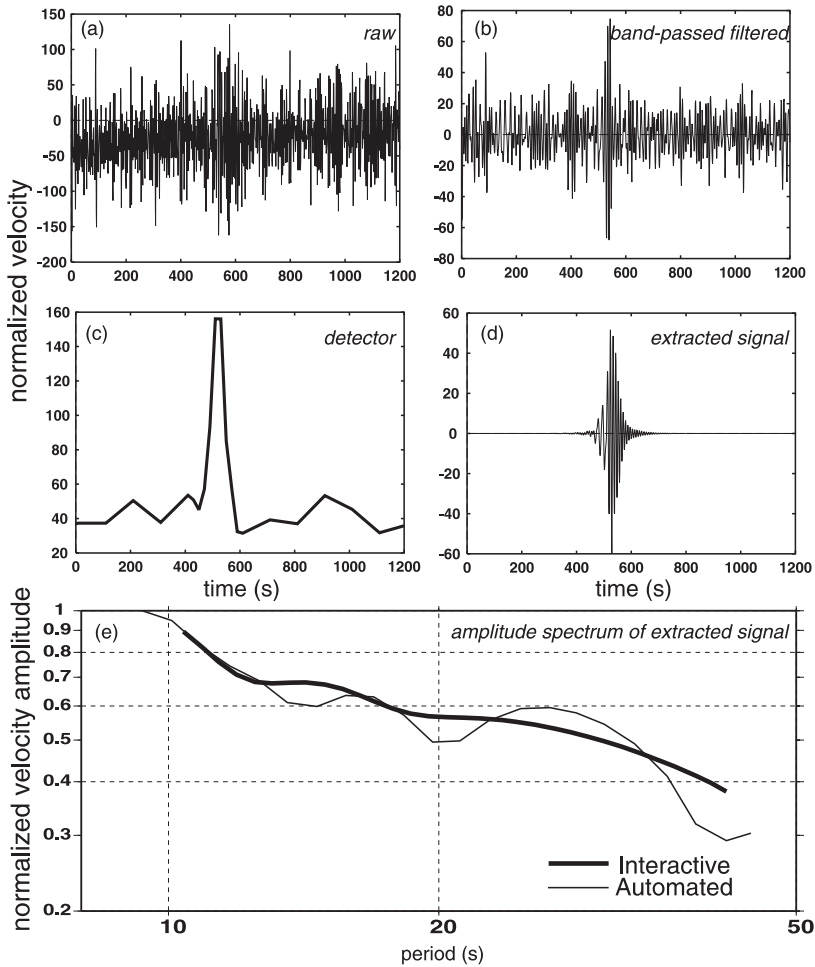 (a)
raw
150
100
50
0
-50
-100
-150
-200
0 200 400 600 800 1000 1200
(b)
band-passed filtered
80
60
40
20
0
-20
-40
-60
-80
0 200 400 600 800 1000 1200
normalized velocity
(c)
detector
160
140
120
100
80
60
40
20
0 200 400 600 800 1000 1200
time (s)
(d)
extracted signal
60
40
20
0
-20
-40
-60
0 200 400 600 800 1000 1200
time (s)
(e)
amplitude spectrum of extracted signal
normalized velocity amplitude
1
0.9
0.8
0.7
0.6
0.5
0.4
0.3
0.2
Interactive
Automated
10 20 50
period (s)